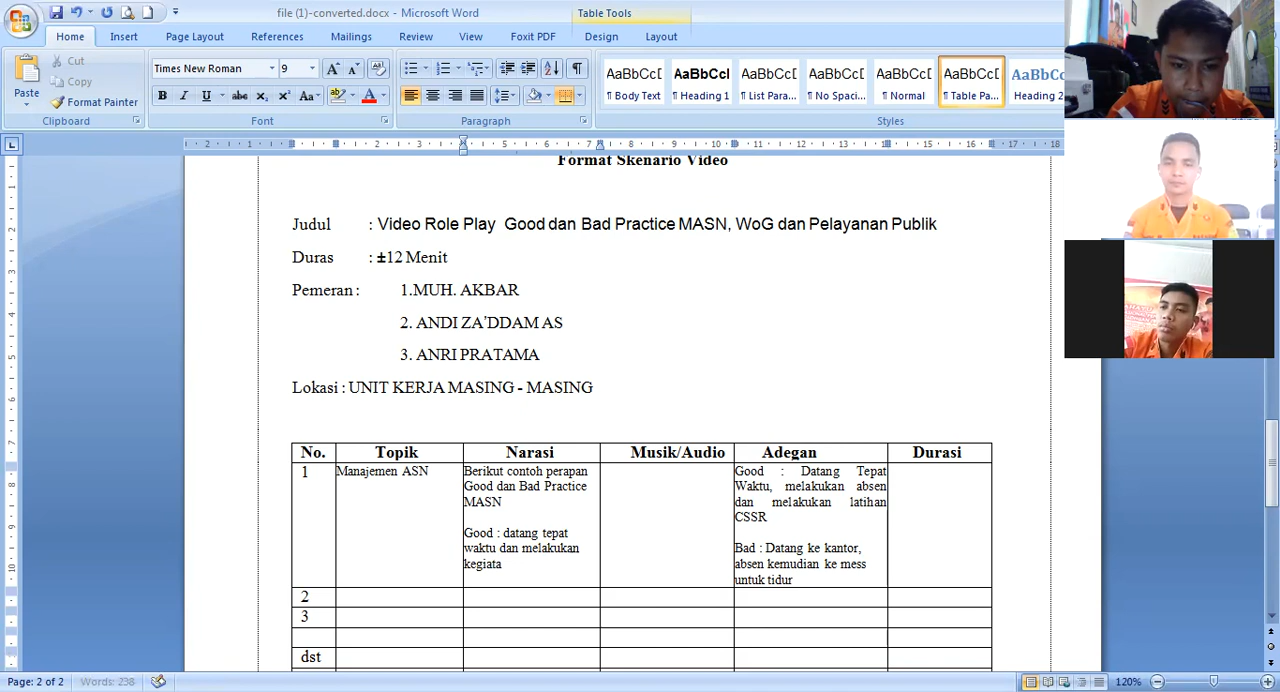 file (1)-converted.docx - Microsoft Word
Table Tools
Home Insert Page Layout References Mailings Review View Foxit PDF Design Layout
Paste
Cut
Copy
Format Painter
Clipboard
Times New Roman 9
Font
Paragraph
AaBbCcD
¶ Body Text
AaBbCcI
¶ Heading 1
AaBbCcD
¶ List Para...
AaBbCcD
¶ No Spaci...
AaBbCcD
¶ Normal
AaBbCcD
¶ Table Pa...
AaBbCc
Heading 2
Styles
Format Skenario Video
Judul : Video Role Play Good dan Bad Practice MASN, WoG dan Pelayanan Publik
Duras : ±12 Menit
Pemeran : 1.MUH. AKBAR
2. ANDI ZA'DDAM AS
3. ANRI PRATAMA
Lokasi : UNIT KERJA MASING - MASING
No. Topik Narasi Musik/Audio Adegan Durasi
1 Manajemen ASN
Berikut contoh perapan
Good dan Bad Practice
MASN
Good : datang tepat
waktu dan melakukan
kegiata
Good : Datang Tepat
Waktu, melakukan absen
dan melakukan latihan
CSSR
Bad : Datang ke kantor,
absen kemudian ke mess
untuk tidur
2
3
dst
Page: 2 of 2 Words: 238 120%